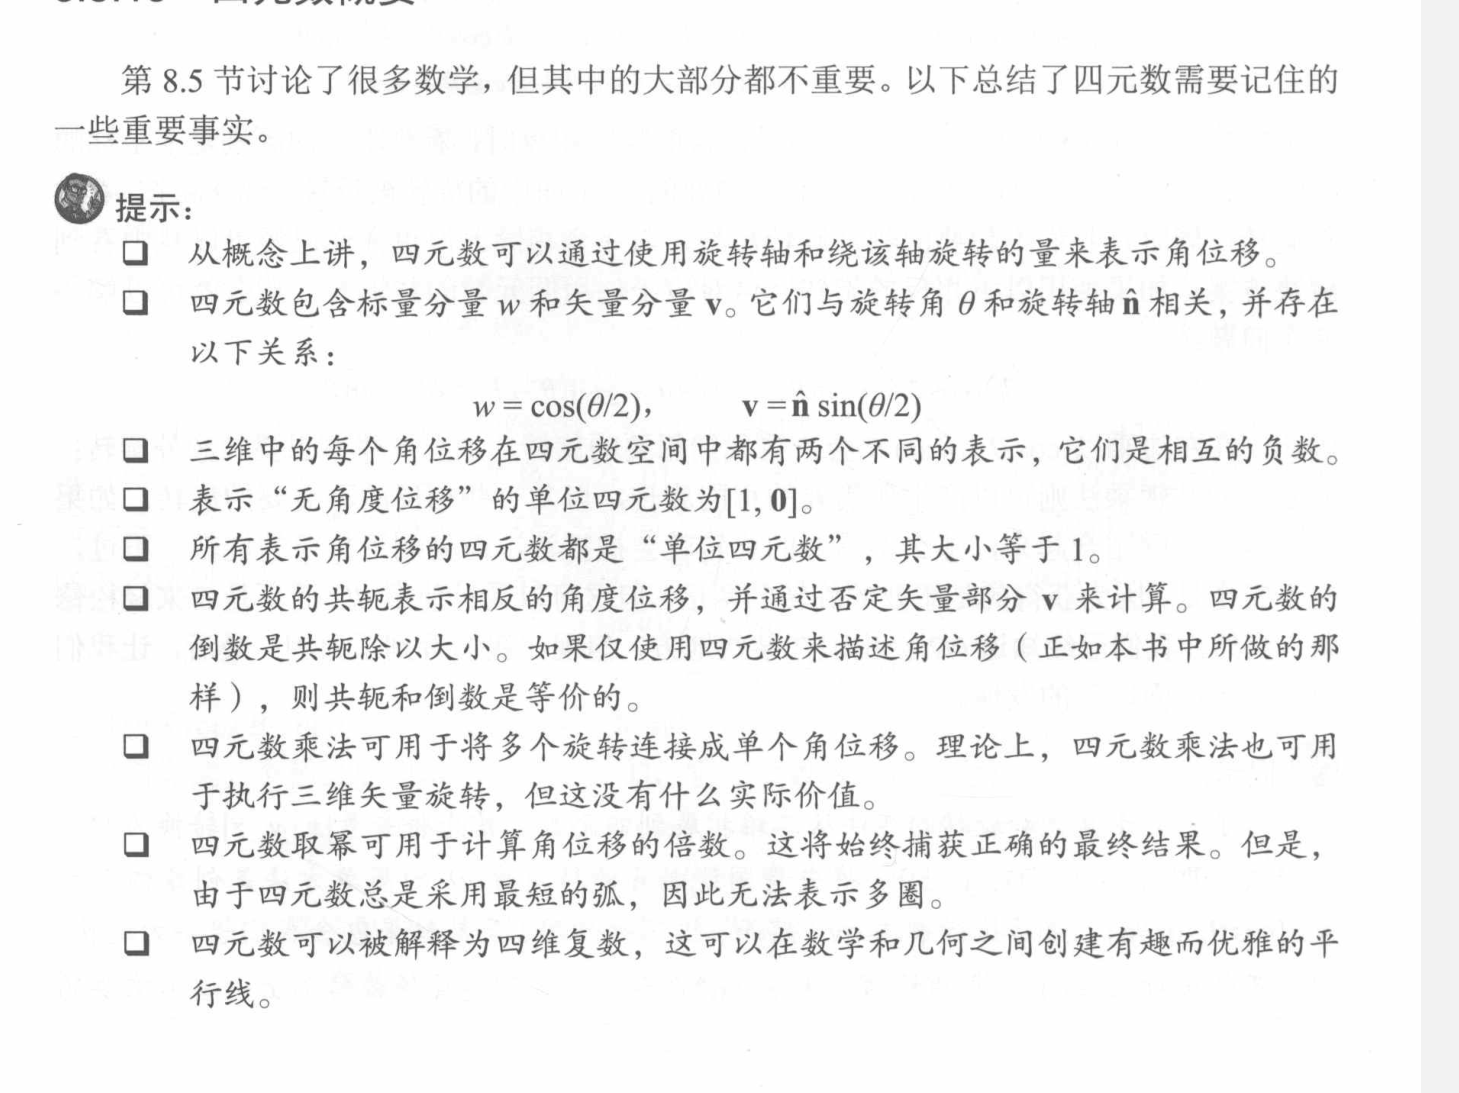 第 8.5 节讨论了很多数学，但其中的大部分都不重要。以下总结了四元数需要记住的
一些重要事实。
提示：
❑ 从概念上讲，四元数可以通过使用旋转轴和绕该轴旋转的量来表示角位移。
❑ 四元数包含标量分量 w 和矢量分量 v。它们与旋转角 θ 和旋转轴 n̂ 相关，并存在
以下关系：
w = cos(θ/2)， v = n̂ sin(θ/2)
❑ 三维中的每个角位移在四元数空间中都有两个不同的表示，它们是相互的负数。
❑ 表示“无角度位移”的单位四元数为[1, 0]。
❑ 所有表示角位移的四元数都是“单位四元数”，其大小等于 1。
❑ 四元数的共轭表示相反的角度位移，并通过否定矢量部分 v 来计算。四元数的
倒数是共轭除以大小。如果仅使用四元数来描述角位移（正如本书中所做的那
样），则共轭和倒数是等价的。
❑ 四元数乘法可用于将多个旋转连接成单个角位移。理论上，四元数乘法也可用
于执行三维矢量旋转，但这没有什么实际价值。
❑ 四元数取幂可用于计算角位移的倍数。这将始终捕获正确的最终结果。但是，
由于四元数总是采用最短的弧，因此无法表示多圈。
❑ 四元数可以被解释为四维复数，这可以在数学和几何之间创建有趣而优雅的平
行线。